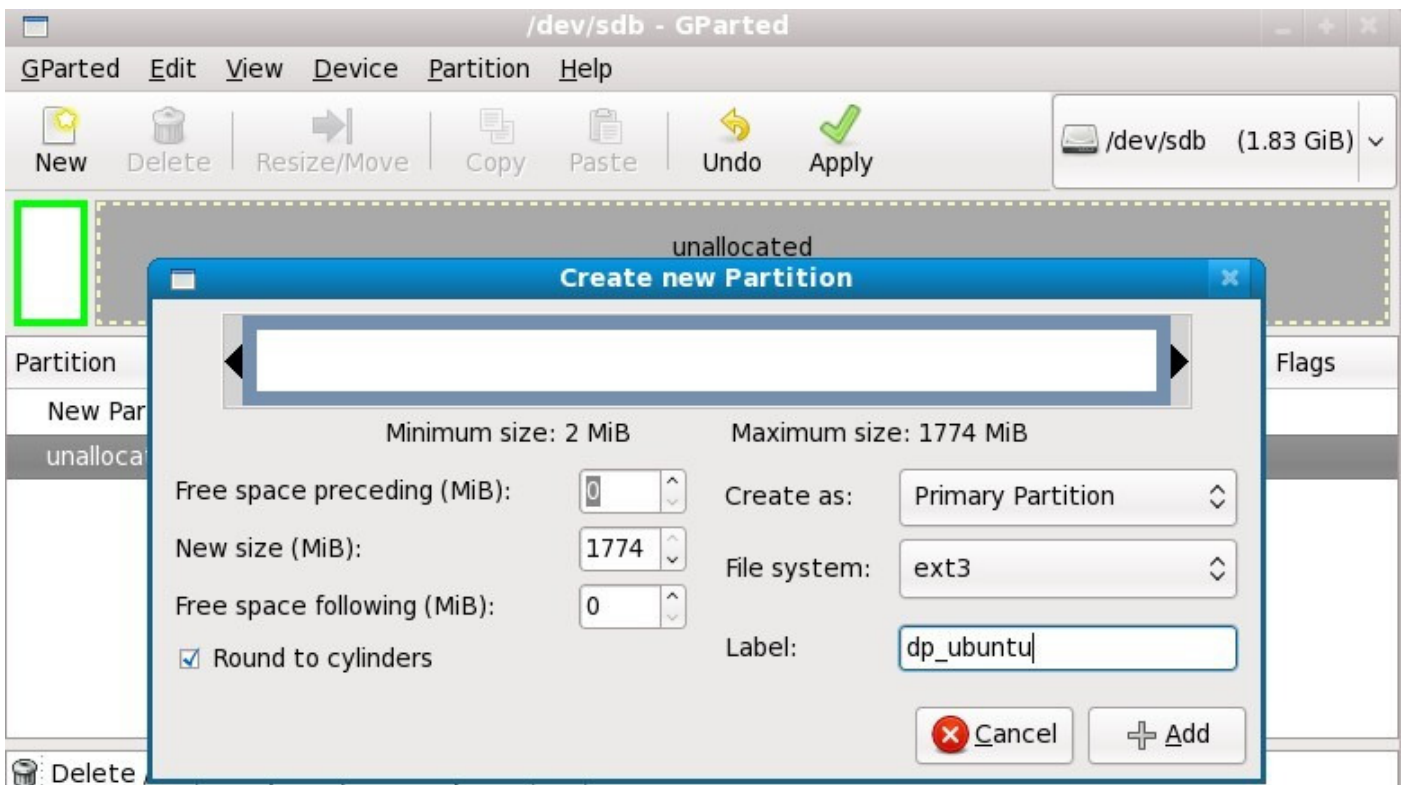 /dev/sdb - GParted
GParted Edit View Device Partition Help
New Delete Resize/Move Copy Paste Undo Apply /dev/sdb (1.83 GiB)
unallocated
Create new Partition
Partition Flags
New Par
unalloca
Minimum size: 2 MiB Maximum size: 1774 MiB
Free space preceding (MiB): 0 Create as: Primary Partition
New size (MiB): 1774 File system: ext3
Free space following (MiB): 0
Round to cylinders Label: dp_ubuntu
Cancel Add
Delete /